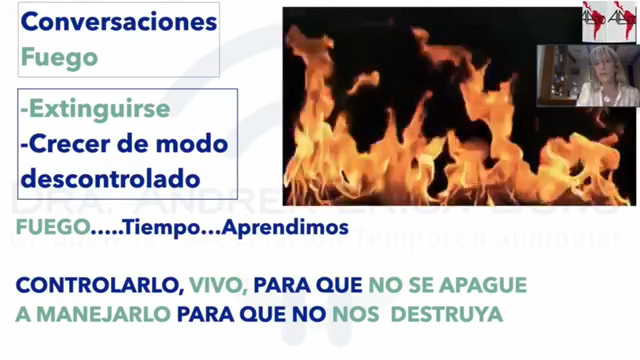 Conversaciones
Fuego
-Extinguirse
-Crecer de modo
descontrolado
FUEGO.....Tiempo...Aprendimos
CONTROLARLO, VIVO, PARA QUE NO SE APAGUE
A MANEJARLO PARA QUE NO NOS DESTRUYA